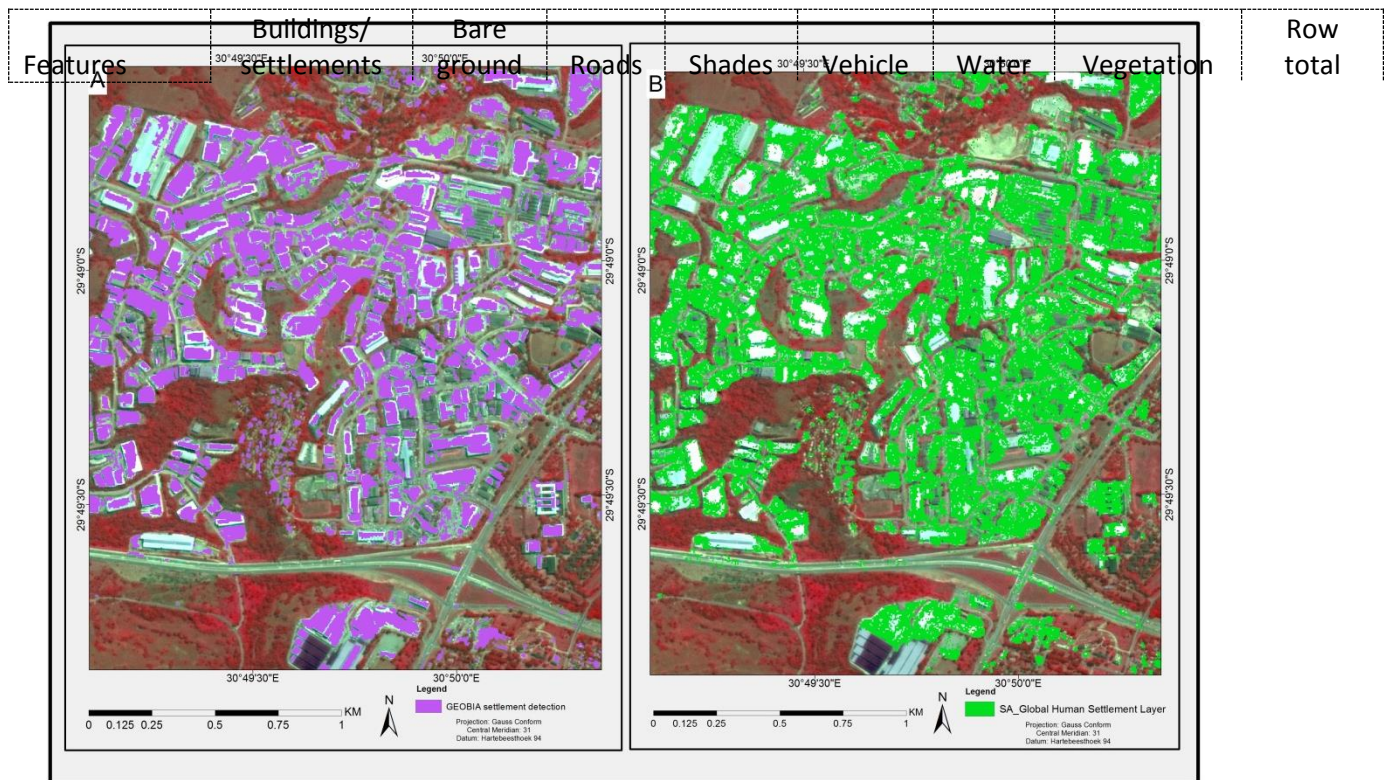 Buildings/ Bare Row
Features settlements ground Roads Shades Vehicle Water Vegetation total
A
30°49'30"E 30°50'0"E
29°49'0"S
29°49'30"S
29°49'0"S
29°49'30"S
30°49'30"E 30°50'0"E
Legend
GEOBIA settlement detection
N
KM
0 0.125 0.25 0.5 0.75 1
Projection: Gauss Conform
Central Meridian: 31
Datum: Hartebeesthoek 94
B
30°49'30"E
29°49'0"S
29°49'30"S
29°49'0"S
29°49'30"S
30°49'30"E 30°50'0"E
Legend
SA_Global Human Settlement Layer
N
KM
0 0.125 0.25 0.5 0.75 1
Projection: Gauss Conform
Central Meridian: 31
Datum: Hartebeesthoek 94